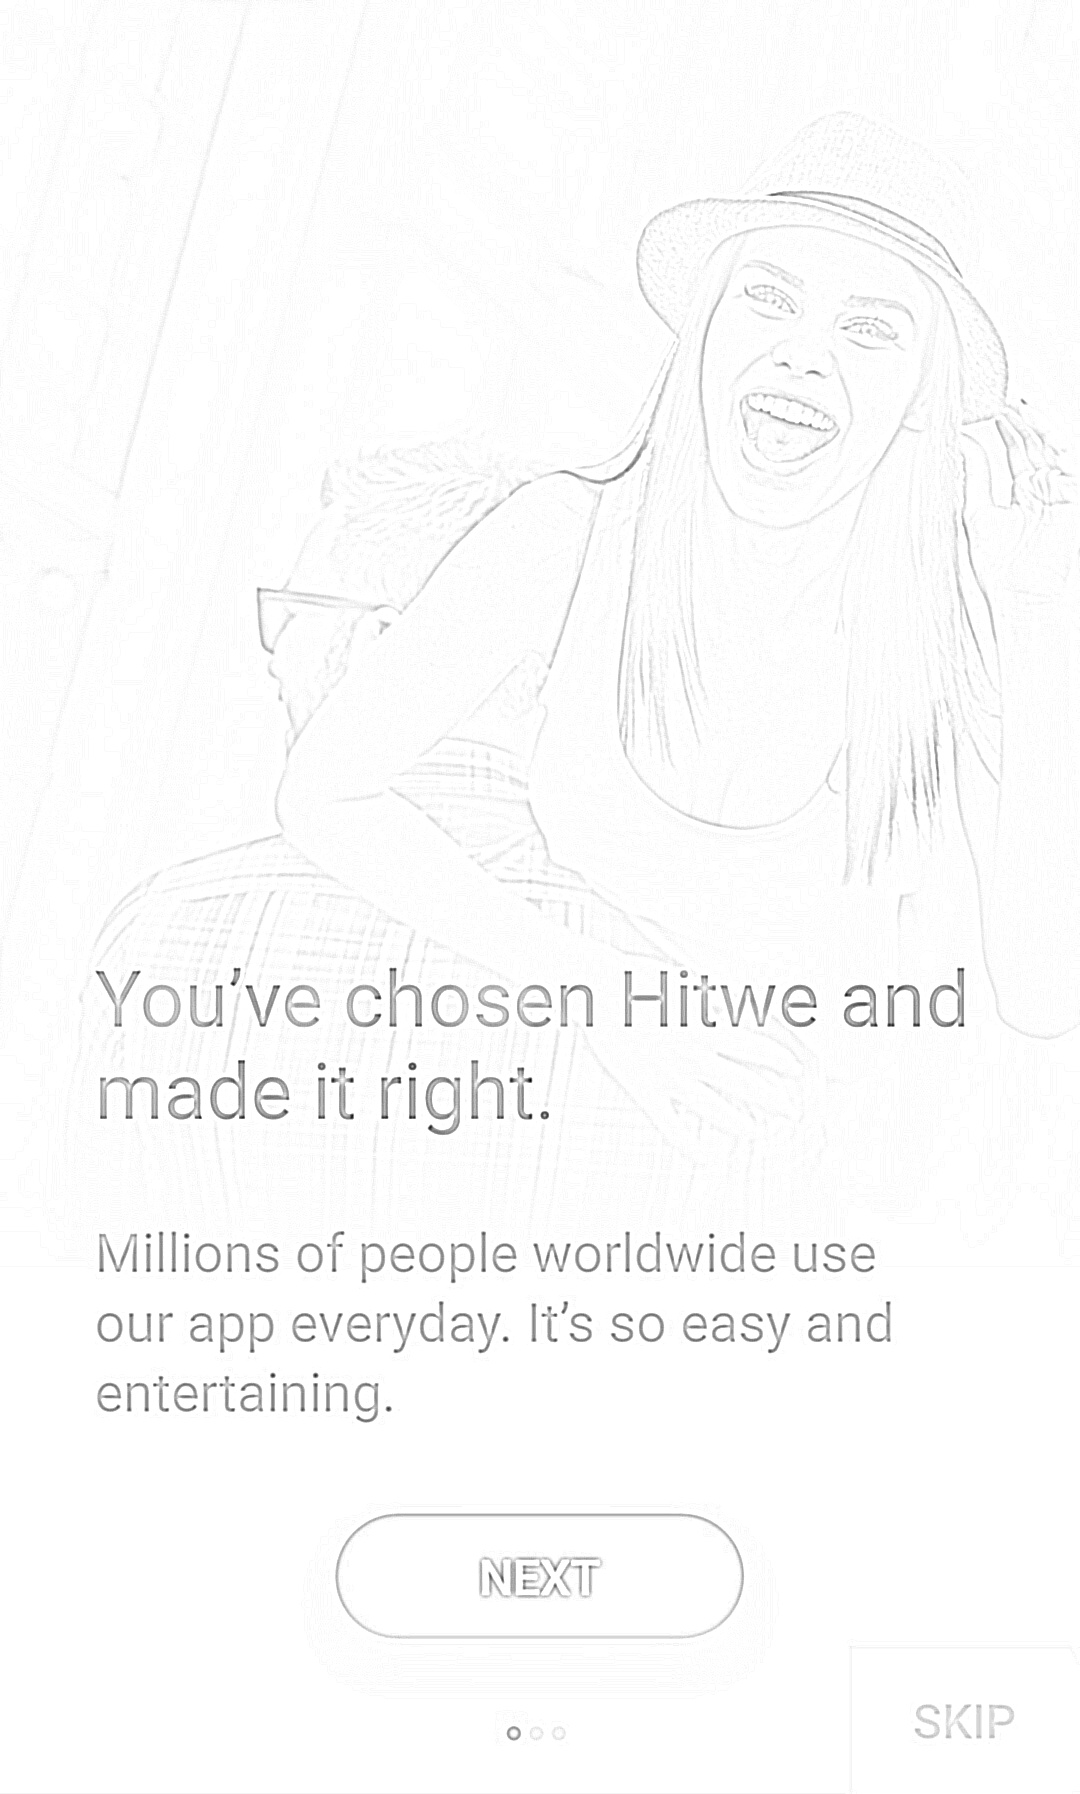 You’ve chosen Hitwe and
made it right.
Millions of people worldwide use
our app everyday. It’s so easy and
entertaining.
NEXT
SKIP